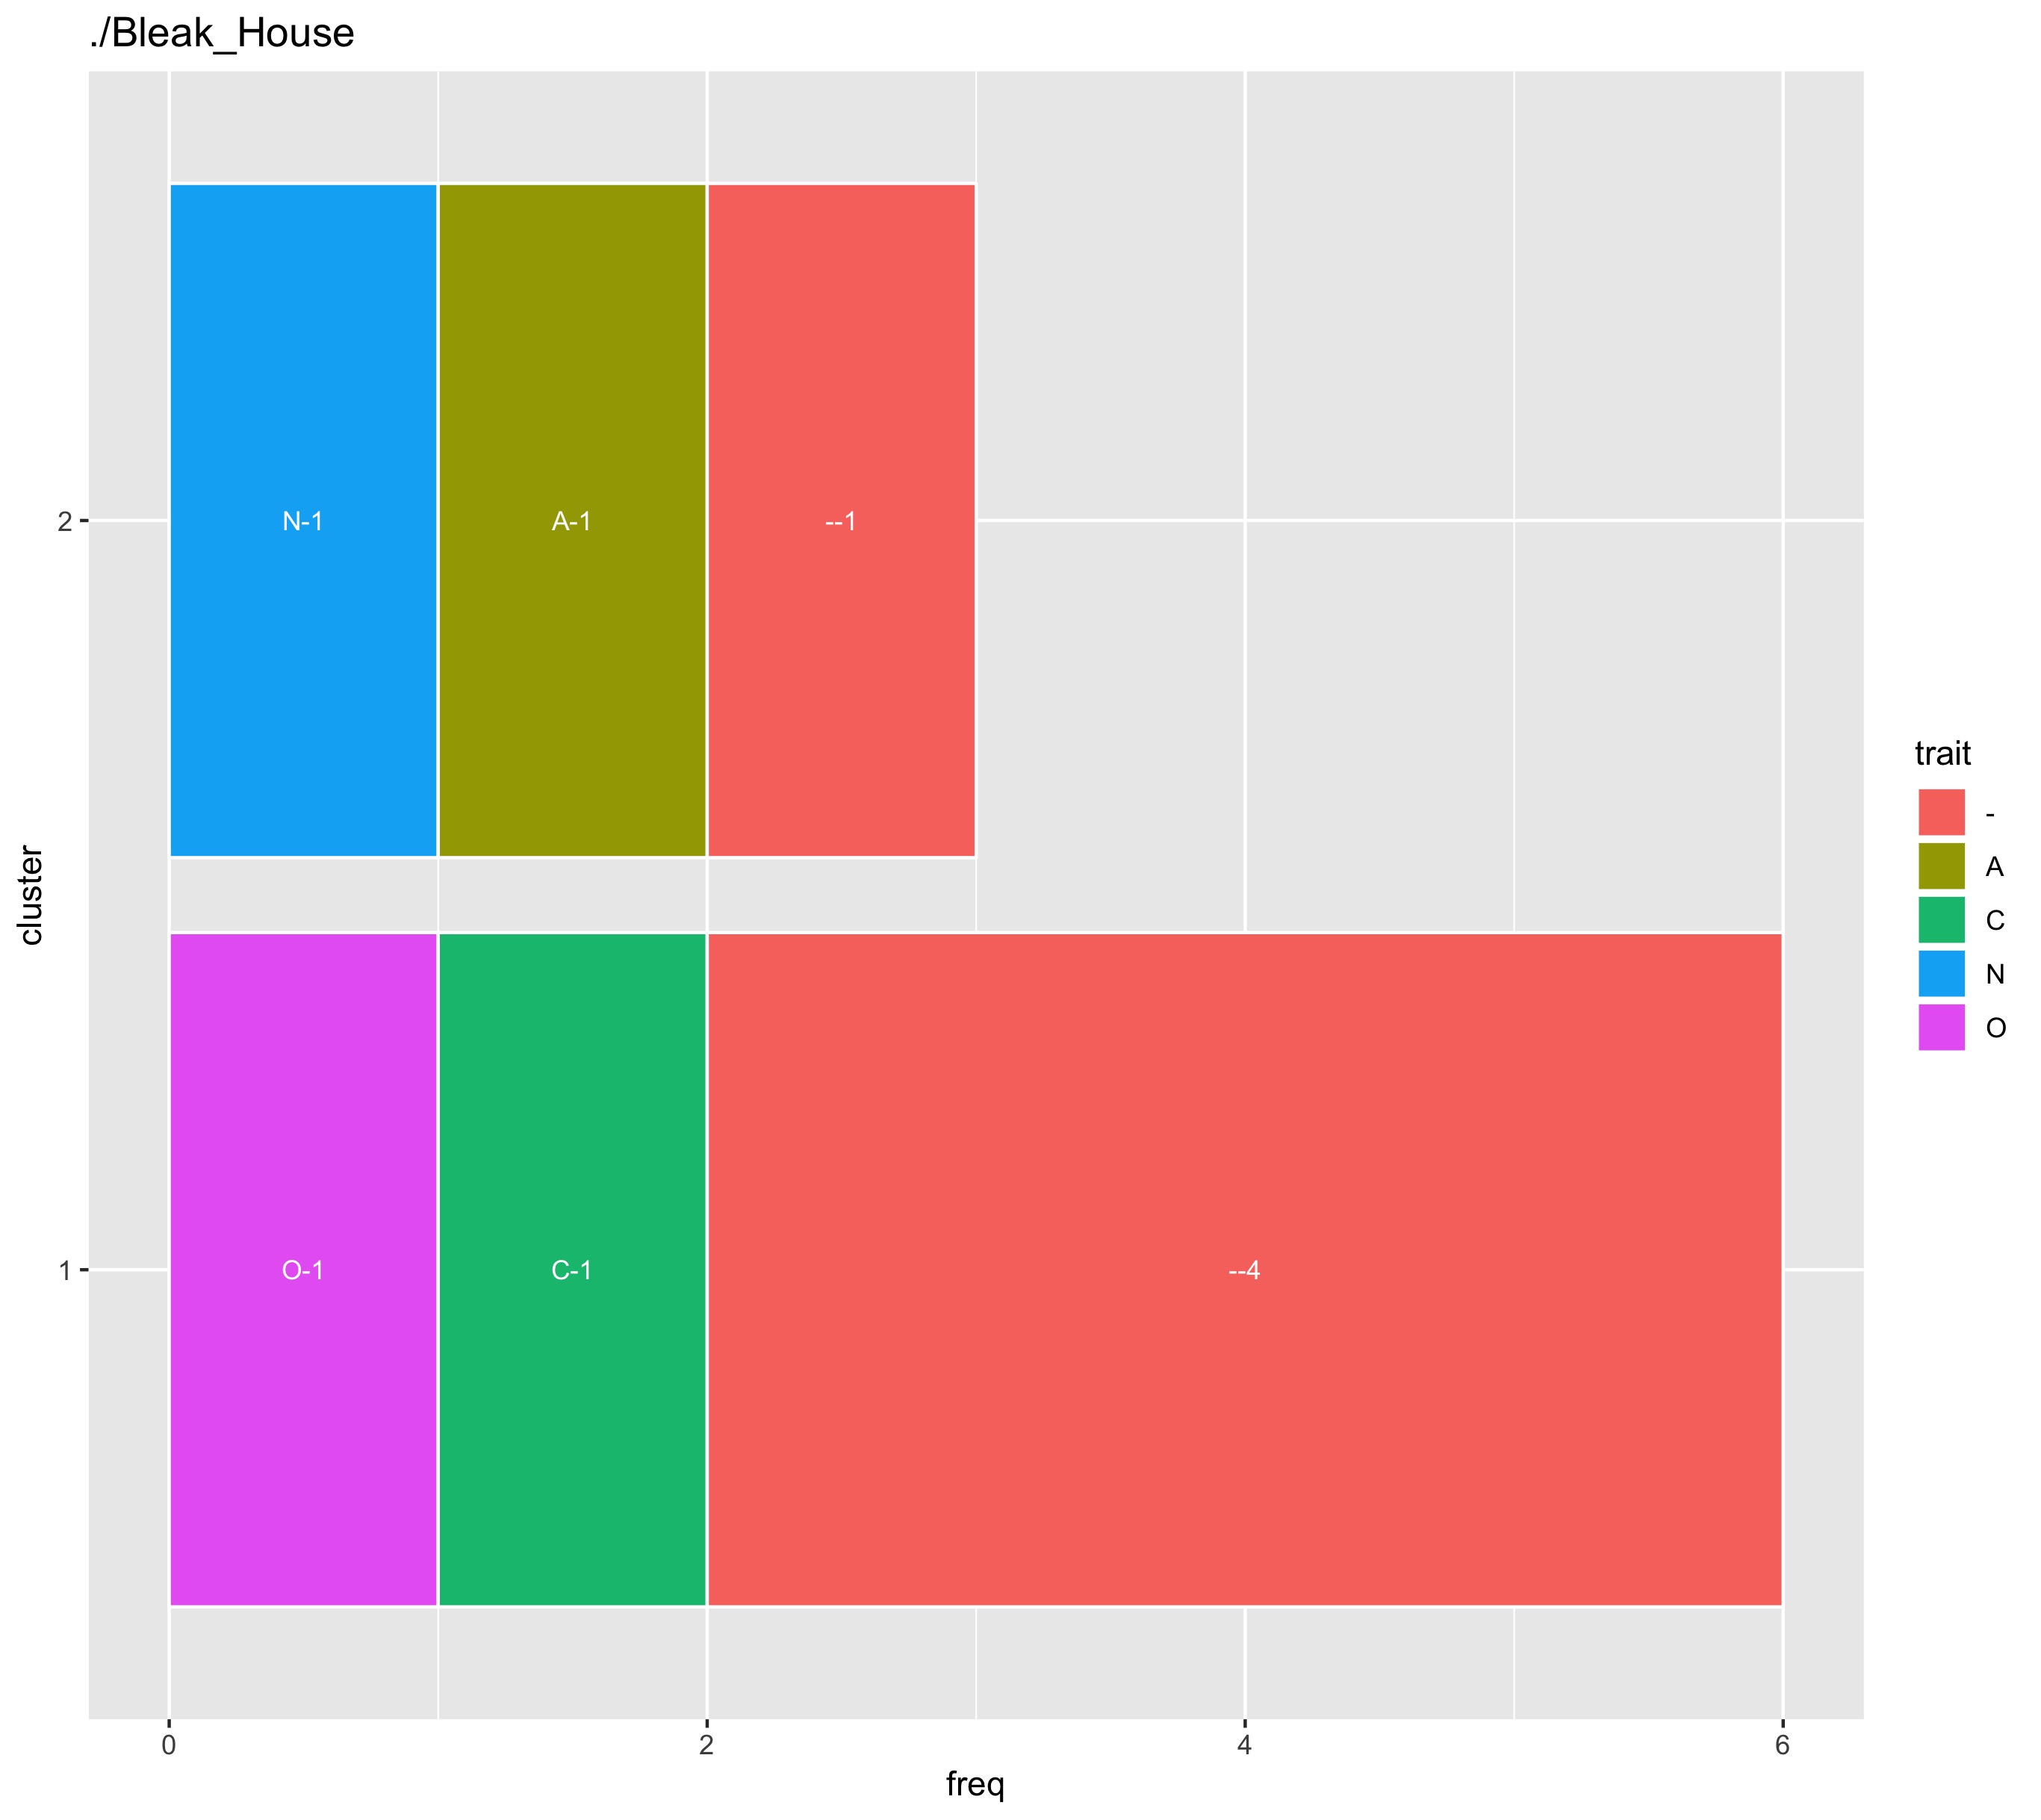 ./Bleak_House
cluster
2
N-1
A-1
--1
1
O-1
C-1
--4
0
2
4
6
freq
trait
-
A
C
N
O